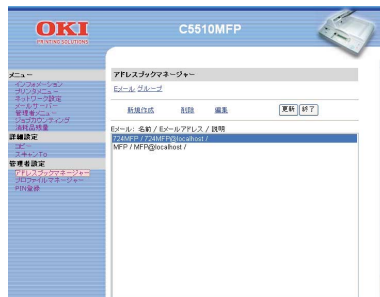 OKI
PRINTING SOLUTIONS
C5510MFP
メニュー
インフォメーション
プリンタメニュー
ネットワーク設定
メールサーバー
管理者メニュー
ジョブカウンティング
消耗品残量
詳細設定
コピー
スキャンTo
管理者設定
アドレスブックマネージャー
プロファイルマネージャー
PIN登録
アドレスブックマネージャー
Eメール グループ
新規作成 削除 編集 更新 終了
Eメール: 名前 / Eメールアドレス / 説明
724MFP / 724MFP@localhost /
MFP / MFP@localhost /